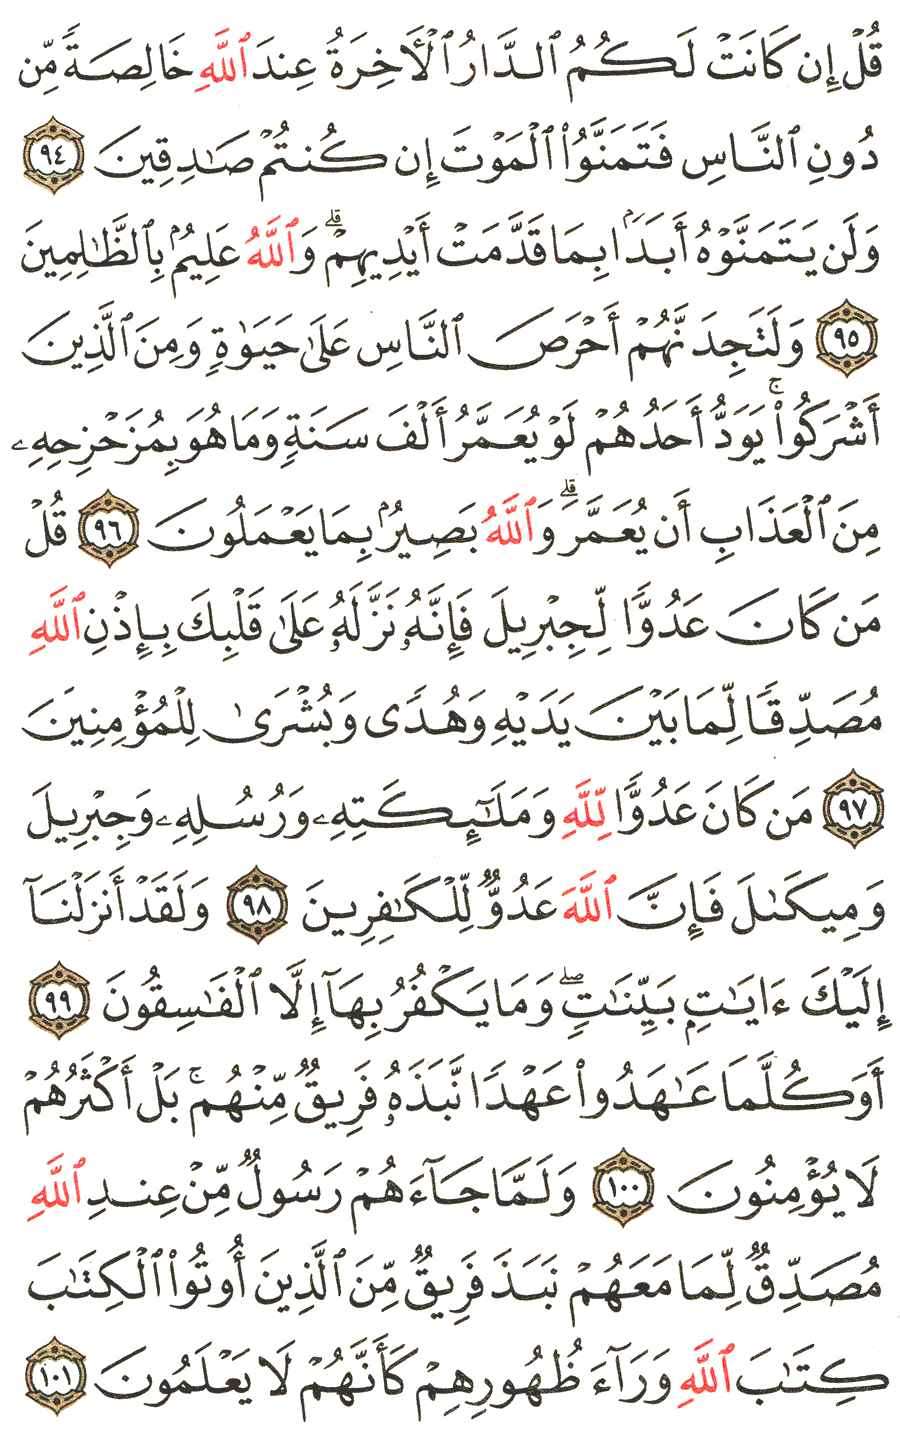 قُلۡ إِن كَانَتۡ لَكُمُ ٱلدَّارُ ٱلۡأٓخِرَةُ عِندَ ٱللَّهِ خَالِصَةٗ مِّن
دُونِ ٱلنَّاسِ فَتَمَنَّوُاْ ٱلۡمَوۡتَ إِن كُنتُمۡ صَٰدِقِينَ ٩٤
وَلَن يَتَمَنَّوۡهُ أَبَدَۢا بِمَا قَدَّمَتۡ أَيۡدِيهِمۡۚ وَٱللَّهُ عَلِيمُۢ بِٱلظَّٰلِمِينَ
٩٥ وَلَتَجِدَنَّهُمۡ أَحۡرَصَ ٱلنَّاسِ عَلَىٰ حَيَوٰةٖ وَمِنَ ٱلَّذِينَ
أَشۡرَكُواْۚ يَوَدُّ أَحَدُهُمۡ لَوۡ يُعَمَّرُ أَلۡفَ سَنَةٖ وَمَا هُوَ بِمُزَحۡزِحِهِۦ
مِنَ ٱلۡعَذَابِ أَن يُعَمَّرَۗ وَٱللَّهُ بَصِيرُۢ بِمَا يَعۡمَلُونَ ٩٦ قُلۡ
مَن كَانَ عَدُوّٗا لِّجِبۡرِيلَ فَإِنَّهُۥ نَزَّلَهُۥ عَلَىٰ قَلۡبِكَ بِإِذۡنِ ٱللَّهِ
مُصَدِّقٗا لِّمَا بَيۡنَ يَدَيۡهِ وَهُدٗى وَبُشۡرَىٰ لِلۡمُؤۡمِنِينَ
٩٧ مَن كَانَ عَدُوّٗا لِّلَّهِ وَمَلَٰٓئِكَتِهِۦ وَرُسُلِهِۦ وَجِبۡرِيلَ
وَمِيكَىٰلَ فَإِنَّ ٱللَّهَ عَدُوّٞ لِّلۡكَٰفِرِينَ ٩٨ وَلَقَدۡ أَنزَلۡنَآ
إِلَيۡكَ ءَايَٰتِۭ بَيِّنَٰتٖۖ وَمَا يَكۡفُرُ بِهَآ إِلَّا ٱلۡفَٰسِقُونَ ٩٩
أَوَكُلَّمَا عَٰهَدُواْ عَهۡدٗا نَّبَذَهُۥ فَرِيقٞ مِّنۡهُمۚ بَلۡ أَكۡثَرُهُمۡ
لَا يُؤۡمِنُونَ ١٠٠ وَلَمَّا جَآءَهُمۡ رَسُولٞ مِّنۡ عِندِ ٱللَّهِ
مُصَدِّقٞ لِّمَا مَعَهُمۡ نَبَذَ فَرِيقٞ مِّنَ ٱلَّذِينَ أُوتُواْ ٱلۡكِتَٰبَ
كِتَٰبَ ٱللَّهِ وَرَآءَ ظُهُورِهِمۡ كَأَنَّهُمۡ لَا يَعۡلَمُونَ ١٠١